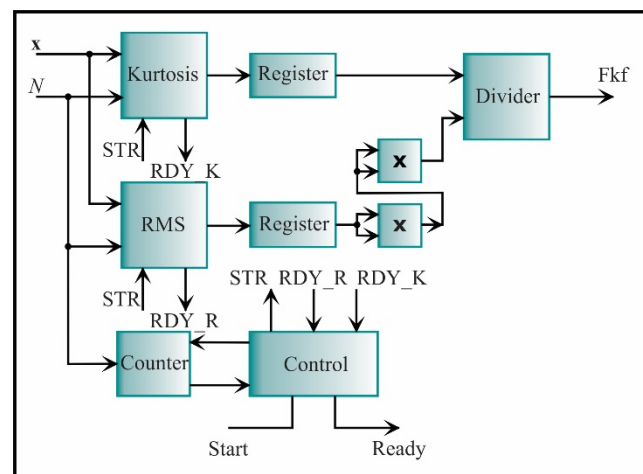 x
Kurtosis
Register
Divider
Fkf
N
STR
RDY_K
x
RMS
Register
x
STR
RDY_R
STR RDY_R RDY_K
Counter
Control
Start
Ready